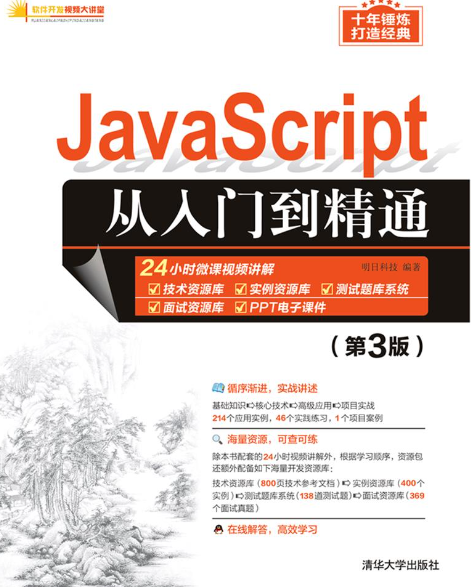 软件开发视频大讲堂
十年锤炼
打造经典
JavaScript
从入门到精通
24小时微课视频讲解
明日科技 编著
技术资源库 实例资源库 测试题库系统
面试资源库 PPT电子课件
（第3版）
循序渐进，实战讲述
基础知识➪核心技术➪高级应用➪项目实战
214个应用实例，46个实践练习，1个项目案例
海量资源，可查可练
除本书配套的24小时视频讲解外，根据学习顺序，资源包
还额外配备如下海量开发资源库：
技术资源库（800页技术参考文档）➪ 实例资源库（400个
实例）➪测试题库系统（138道测试题）➪面试资源库（369
个面试真题）
在线解答，高效学习
清华大学出版社